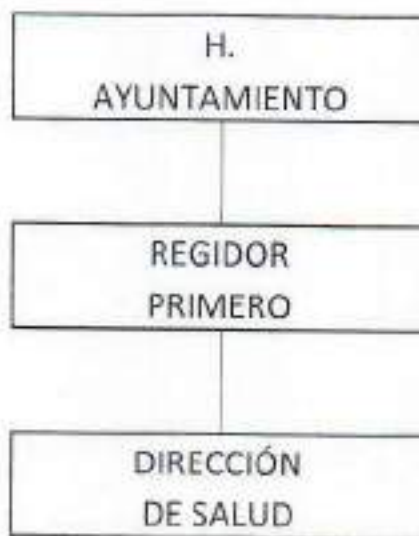 H.
AYUNTAMIENTO
REGIDOR
PRIMERO
DIRECCIÓN
DE SALUD